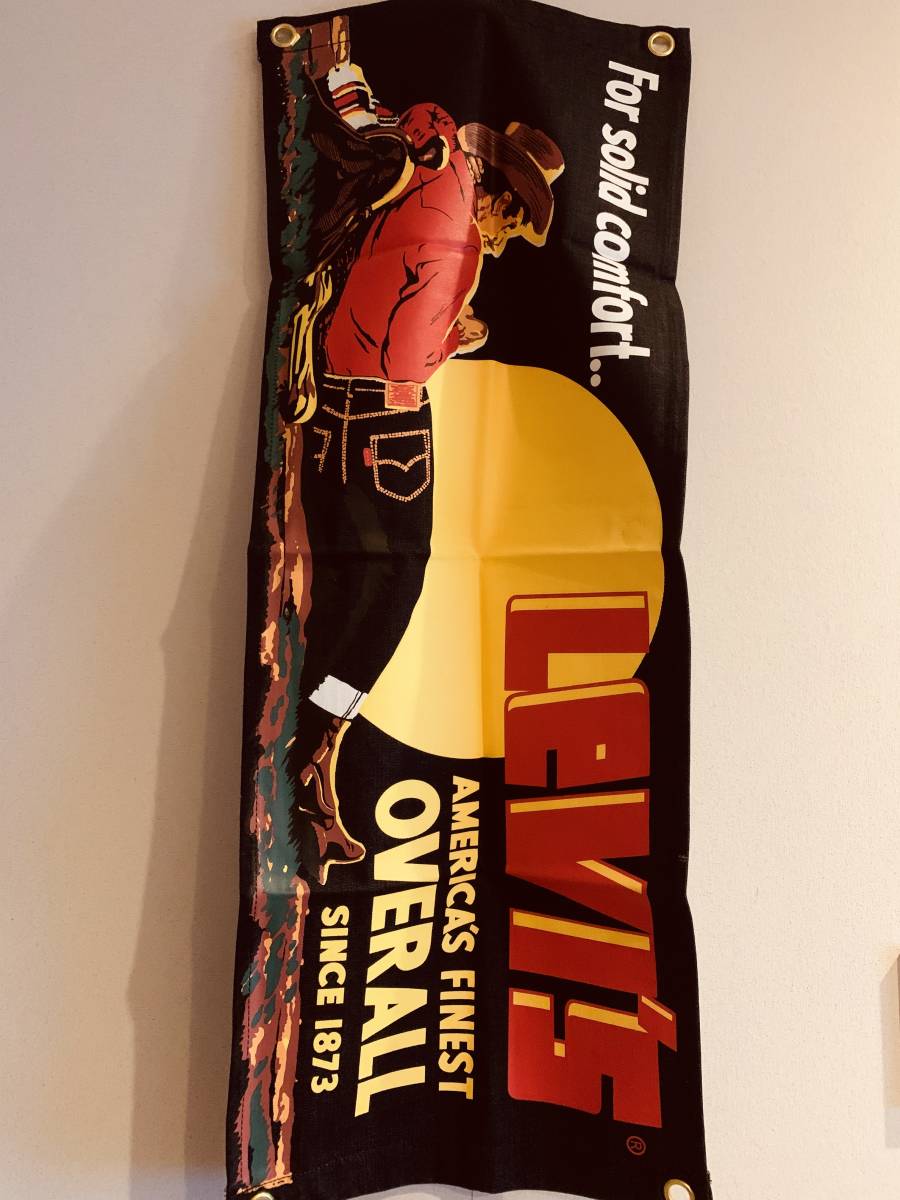 For solid comfort..
LEVI'S®
AMERICA'S FINEST
OVERALL
SINCE 1873